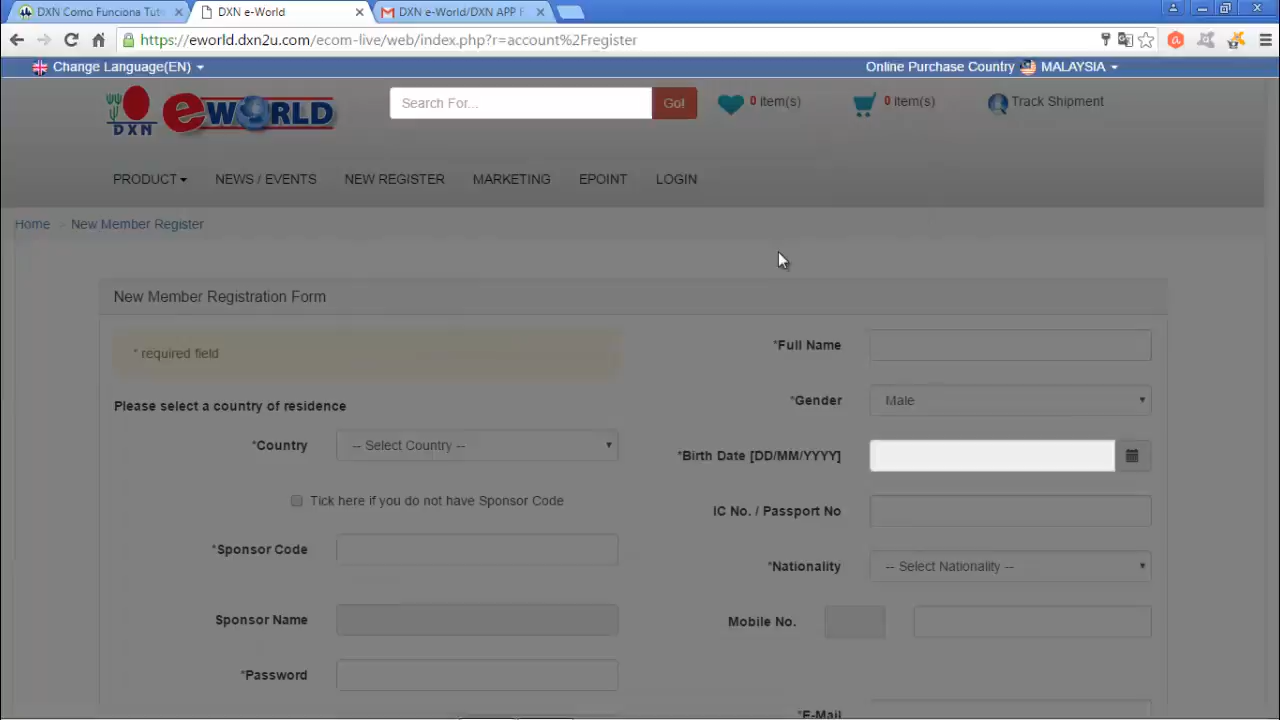 DXN Como Funciona Tuto
DXN e-World
DXN e-World/DXN APP F
https://eworld.dxn2u.com/ecom-live/web/index.php?r=account%2Fregister
Change Language(EN)
Online Purchase Country MALAYSIA
DXN eWORLD
Search For...
Go!
0 item(s)
0 item(s)
Track Shipment
PRODUCT
NEWS / EVENTS
NEW REGISTER
MARKETING
EPOINT
LOGIN
Home > New Member Register
New Member Registration Form
* required field
Please select a country of residence
*Country
-- Select Country --
Tick here if you do not have Sponsor Code
*Sponsor Code
Sponsor Name
*Password
*Full Name
*Gender
Male
*Birth Date [DD/MM/YYYY]
IC No. / Passport No
*Nationality
-- Select Nationality --
Mobile No.
*E-Mail